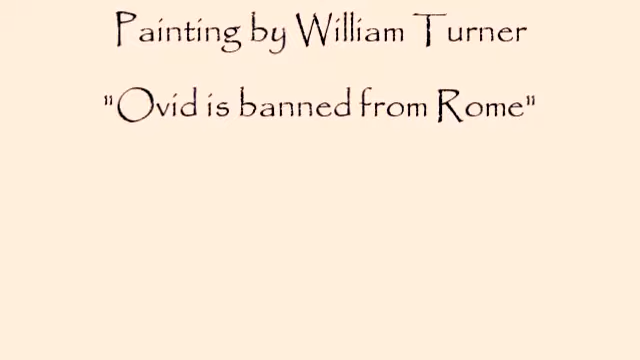 Painting by William Turner
"Ovid is banned from Rome"